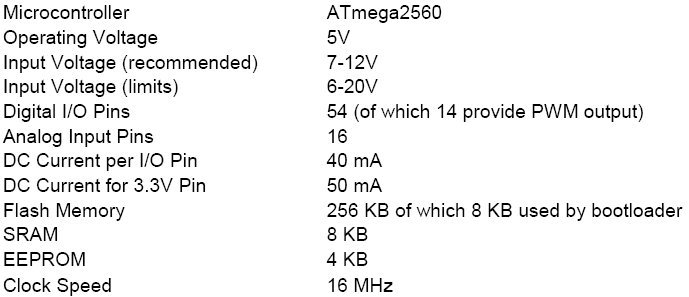 Microcontroller ATmega2560
Operating Voltage 5V
Input Voltage (recommended) 7-12V
Input Voltage (limits) 6-20V
Digital I/O Pins 54 (of which 14 provide PWM output)
Analog Input Pins 16
DC Current per I/O Pin 40 mA
DC Current for 3.3V Pin 50 mA
Flash Memory 256 KB of which 8 KB used by bootloader
SRAM 8 KB
EEPROM 4 KB
Clock Speed 16 MHz